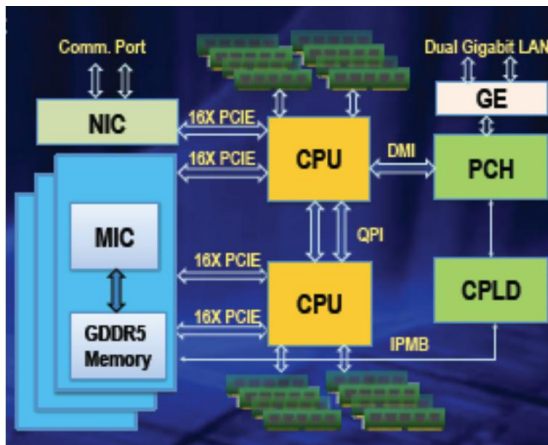 Comm. Port
Dual Gigabit LAN
NIC
16X PCIE
GE
16X PCIE
CPU
DMI
PCH
MIC
QPI
16X PCIE
CPU
CPLD
16X PCIE
GDDR5
Memory
IPMB